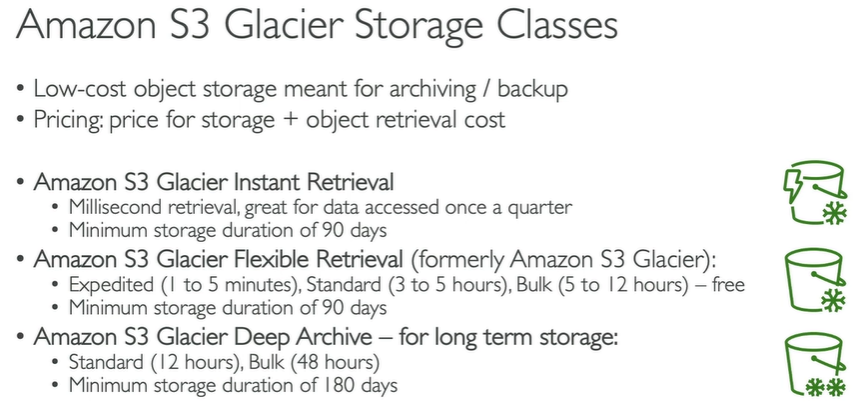 Amazon S3 Glacier Storage Classes
• Low-cost object storage meant for archiving / backup
• Pricing: price for storage + object retrieval cost
• Amazon S3 Glacier Instant Retrieval
• Millisecond retrieval, great for data accessed once a quarter
• Minimum storage duration of 90 days
• Amazon S3 Glacier Flexible Retrieval (formerly Amazon S3 Glacier):
• Expedited (1 to 5 minutes), Standard (3 to 5 hours), Bulk (5 to 12 hours) – free
• Minimum storage duration of 90 days
• Amazon S3 Glacier Deep Archive – for long term storage:
• Standard (12 hours), Bulk (48 hours)
• Minimum storage duration of 180 days